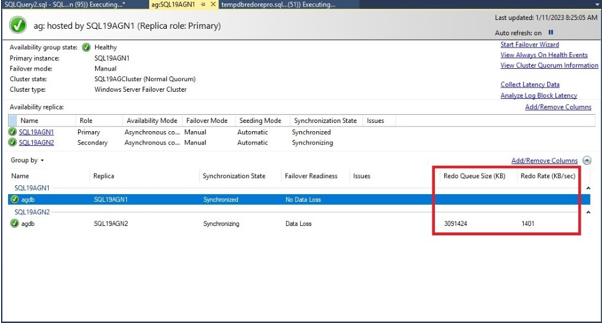 SQLQuery2.sql - SQL...n (95)) Executing...* ag:SQL19AGN1 tempdbredorepro.sql...(51)) Executing...
ag: hosted by SQL19AGN1 (Replica role: Primary)
Last updated: 1/11/2023 8:25:05 AM
Auto refresh: on
Availability group state: Healthy
Start Failover Wizard
Primary instance: SQL19AGN1
View Always On Health Events
Failover mode: Manual
View Cluster Quorum Information
Cluster state: SQL19AGCluster (Normal Quorum)
Cluster type: Windows Server Failover Cluster
Collect Latency Data
Analyze Log Block Latency
Availability replica:
Add/Remove Columns
Name Role Availability Mode Failover Mode Seeding Mode Synchronization State Issues
SQL19AGN1 Primary Asynchronous co... Manual Automatic Synchronized
SQL19AGN2 Secondary Asynchronous co... Manual Automatic Synchronizing
Group by
Add/Remove Columns
Name Replica Synchronization State Failover Readiness Issues Redo Queue Size (KB) Redo Rate (KB/sec)
SQL19AGN1
agdb SQL19AGN1 Synchronized No Data Loss
SQL19AGN2
agdb SQL19AGN2 Synchronizing Data Loss 3091424 1401